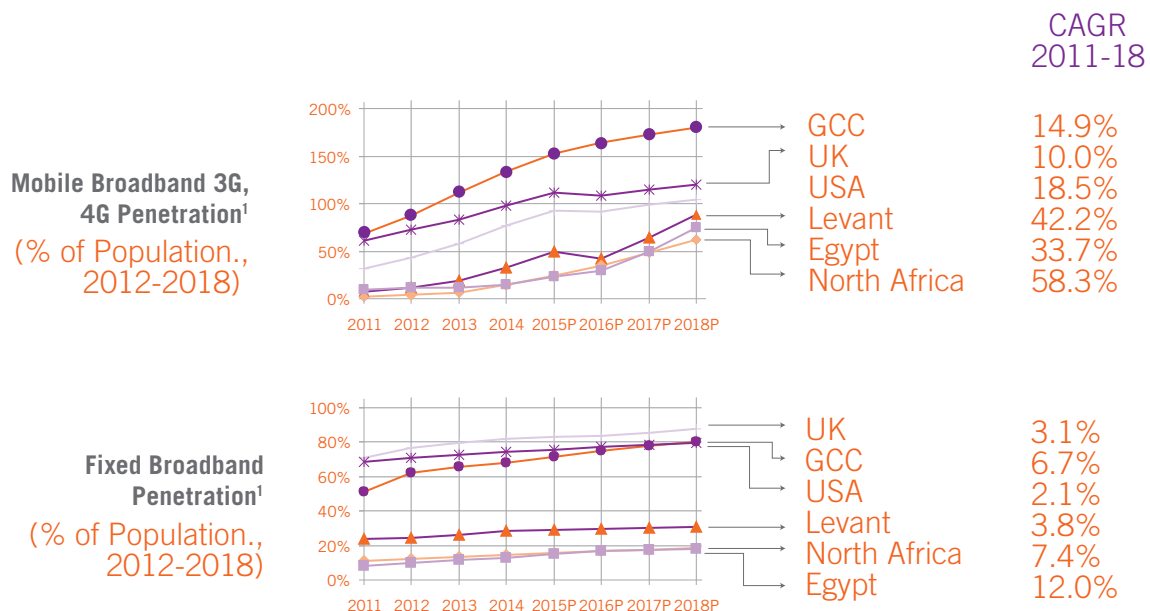 CAGR
2011-18
Mobile Broadband 3G,
4G Penetration¹
(% of Population.,
2012-2018)
200%
150%
100%
50%
0%
2011 2012 2013 2014 2015P 2016P 2017P 2018P
GCC 14.9%
UK 10.0%
USA 18.5%
Levant 42.2%
Egypt 33.7%
North Africa 58.3%
Fixed Broadband
Penetration¹
(% of Population.,
2012-2018)
100%
80%
60%
40%
20%
0%
2011 2012 2013 2014 2015P 2016P 2017P 2018P
UK 3.1%
GCC 6.7%
USA 2.1%
Levant 3.8%
North Africa 7.4%
Egypt 12.0%